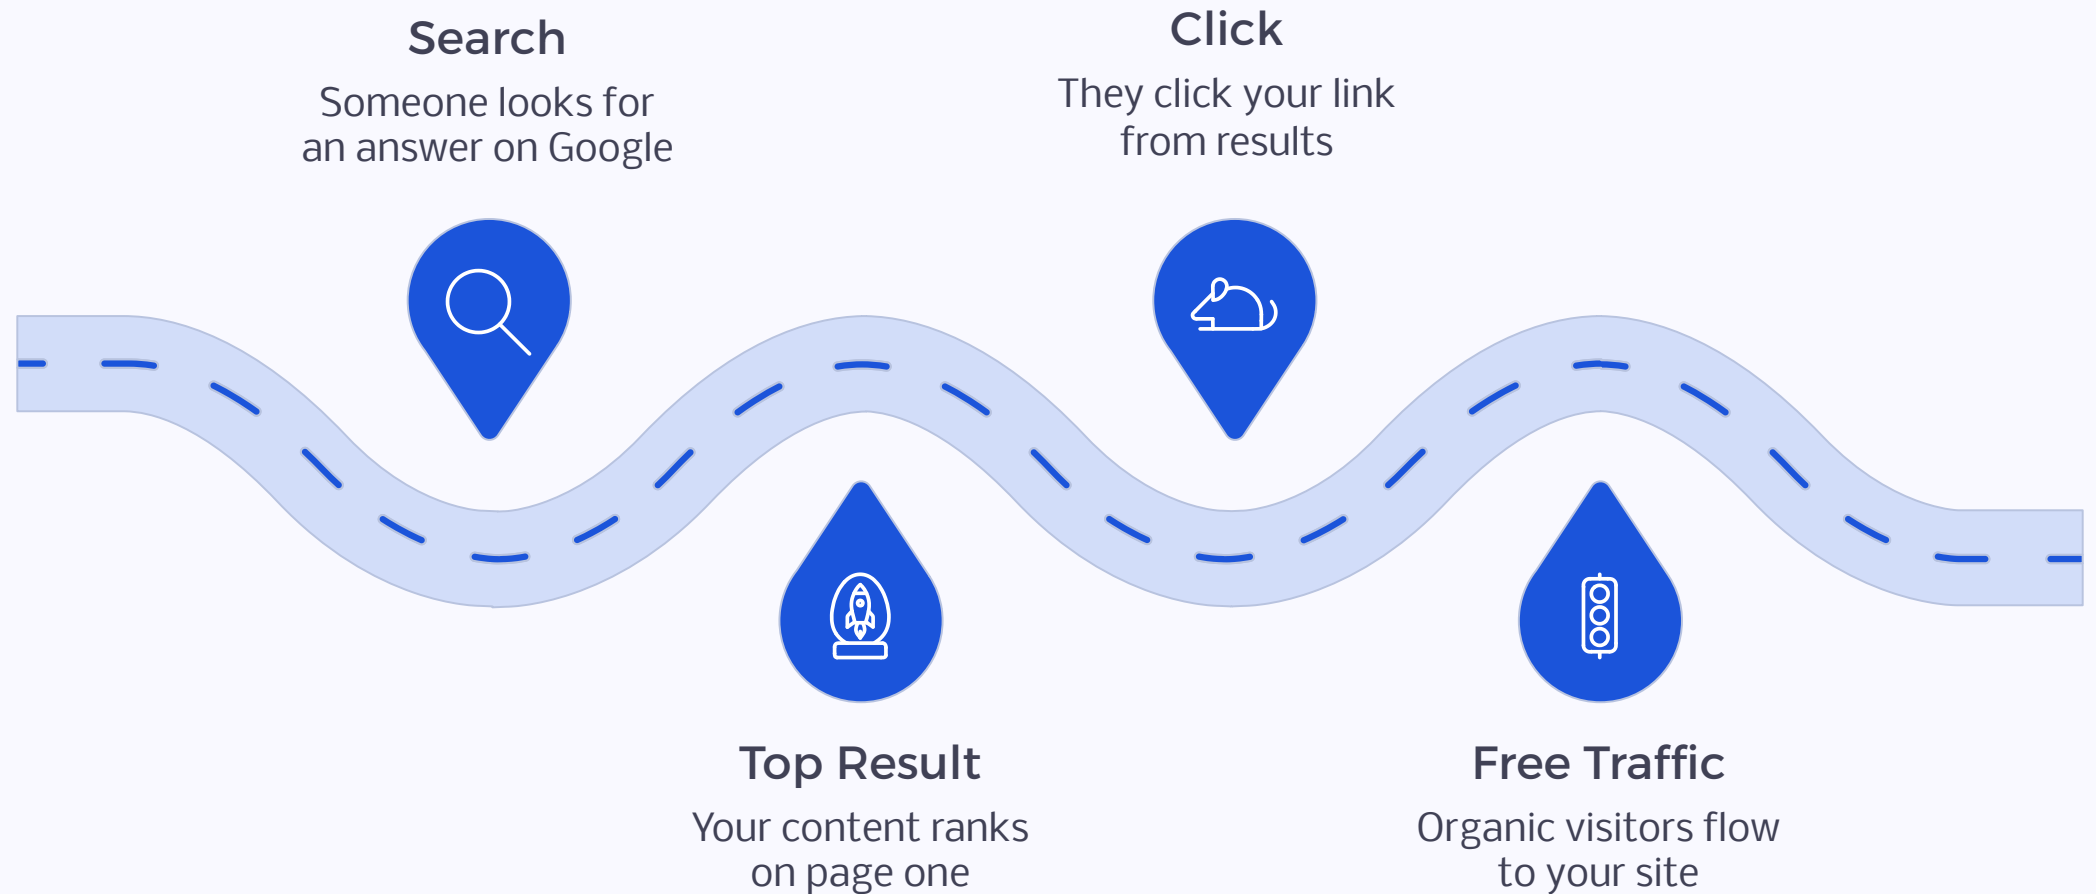 Search
Someone looks for
an answer on Google
Top Result
Your content ranks
on page one
Click
They click your link
from results
Free Traffic
Organic visitors flow
to your site